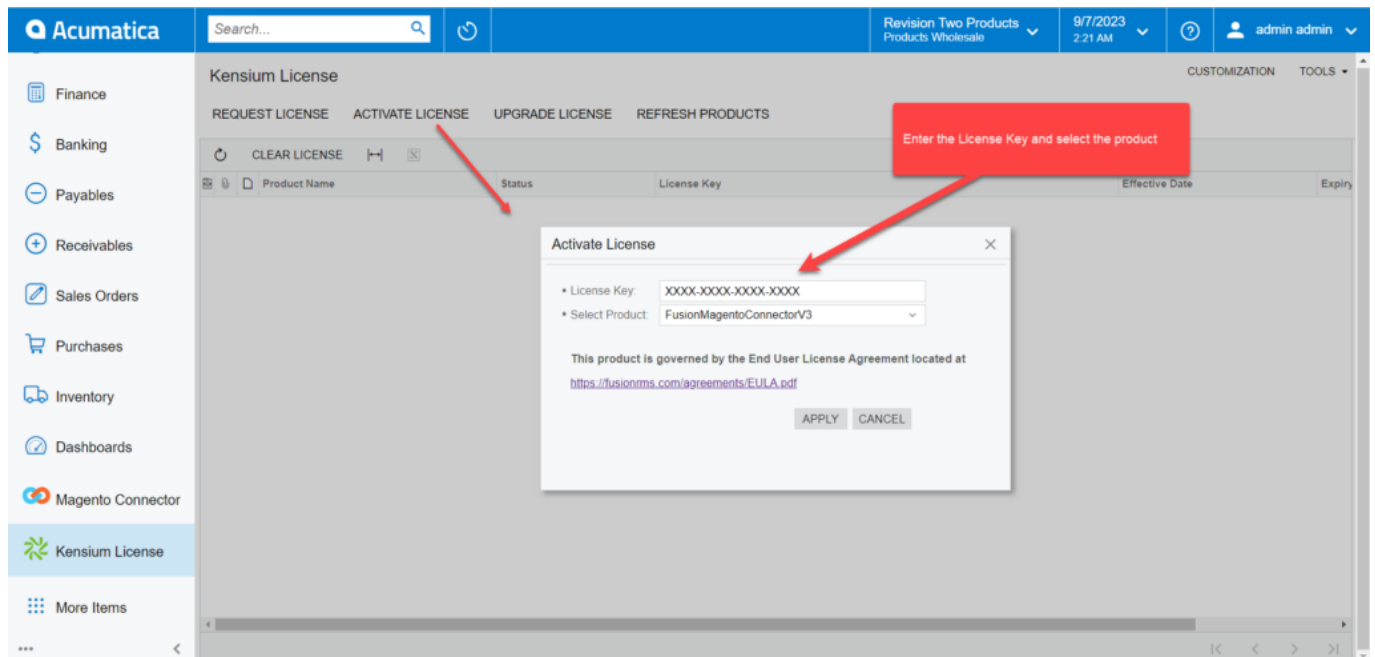 Acumatica
Search...
Revision Two Products
Products Wholesale
9/7/2023
2:21 AM
admin admin
Finance
Banking
Payables
Receivables
Sales Orders
Purchases
Inventory
Dashboards
Magento Connector
Kensium License
More Items
Kensium License
CUSTOMIZATION TOOLS
REQUEST LICENSE ACTIVATE LICENSE UPGRADE LICENSE REFRESH PRODUCTS
CLEAR LICENSE
Product Name Status License Key Effective Date Expiry
Enter the License Key and select the product
Activate License
• License Key: XXXX-XXXX-XXXX-XXXX
• Select Product: FusionMagentoConnectorV3
This product is governed by the End User License Agreement located at
https://fusionrms.com/agreements/EULA.pdf
APPLY CANCEL